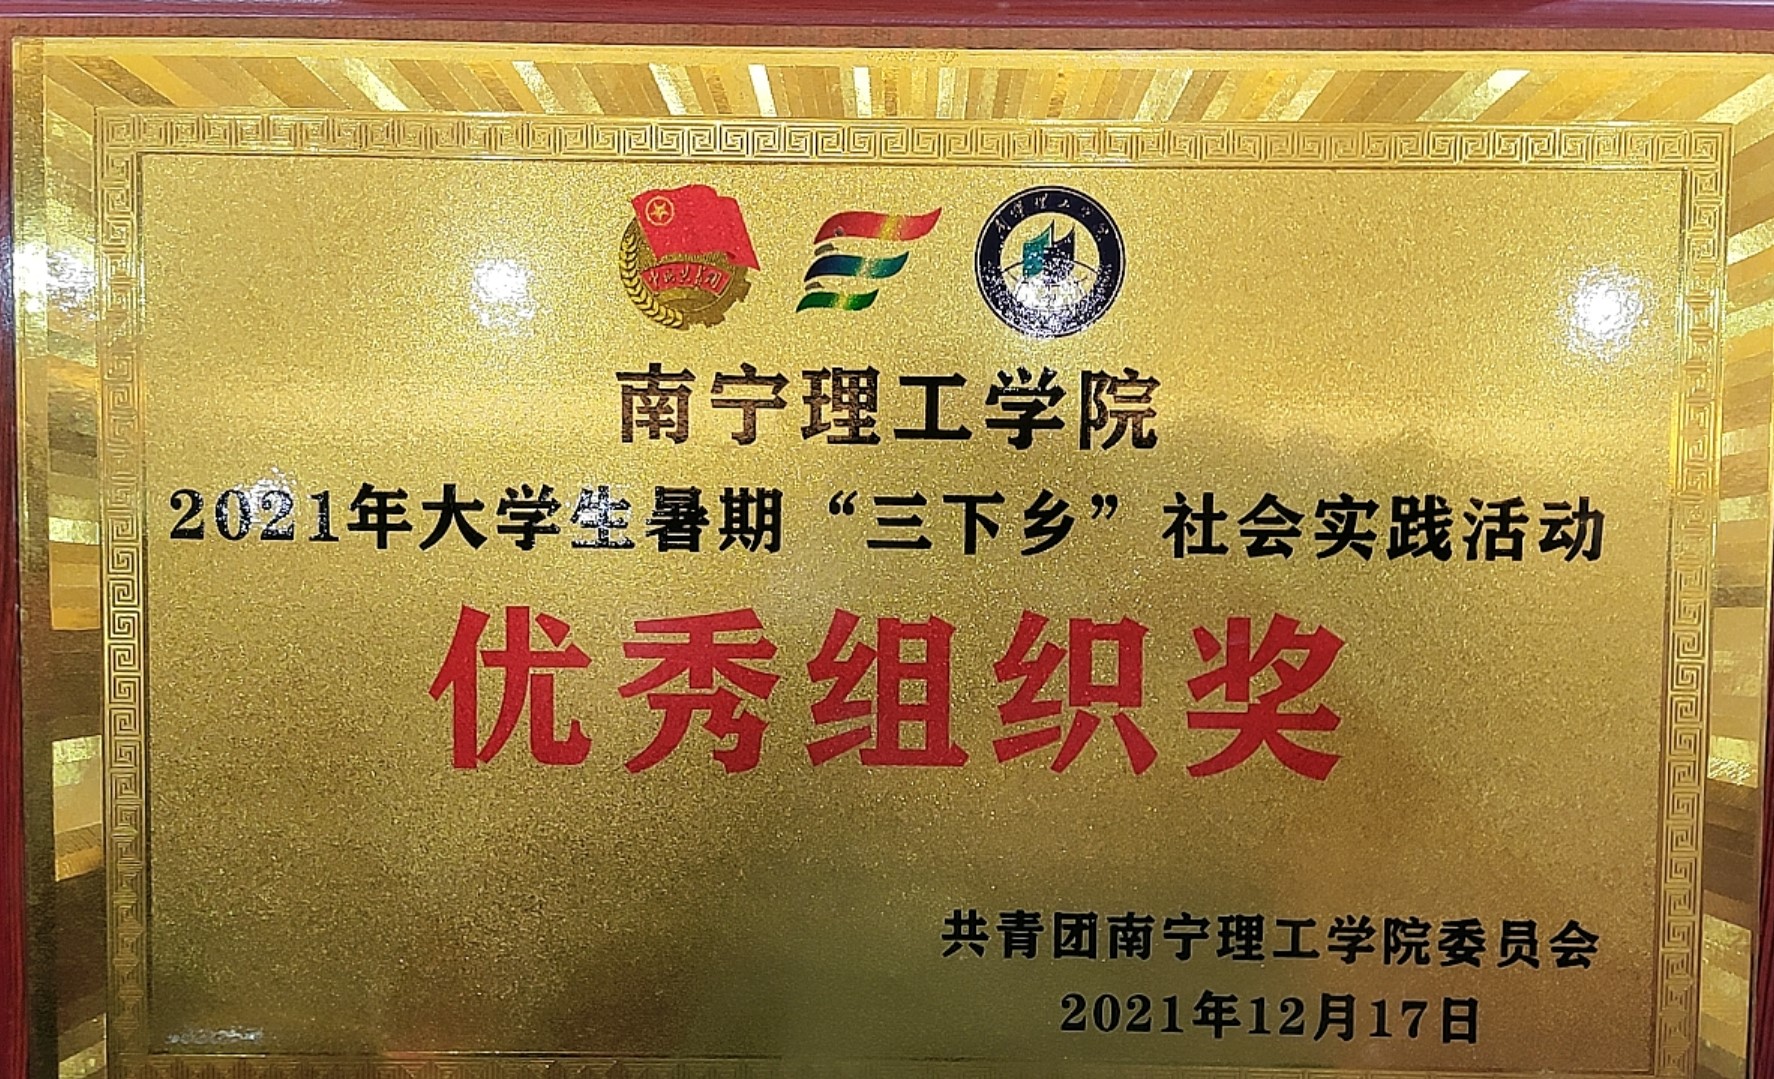 南宁理工学院
2021年大学生暑期“三下乡”社会实践活动
优秀组织奖
共青团南宁理工学院委员会
2021年12月17日